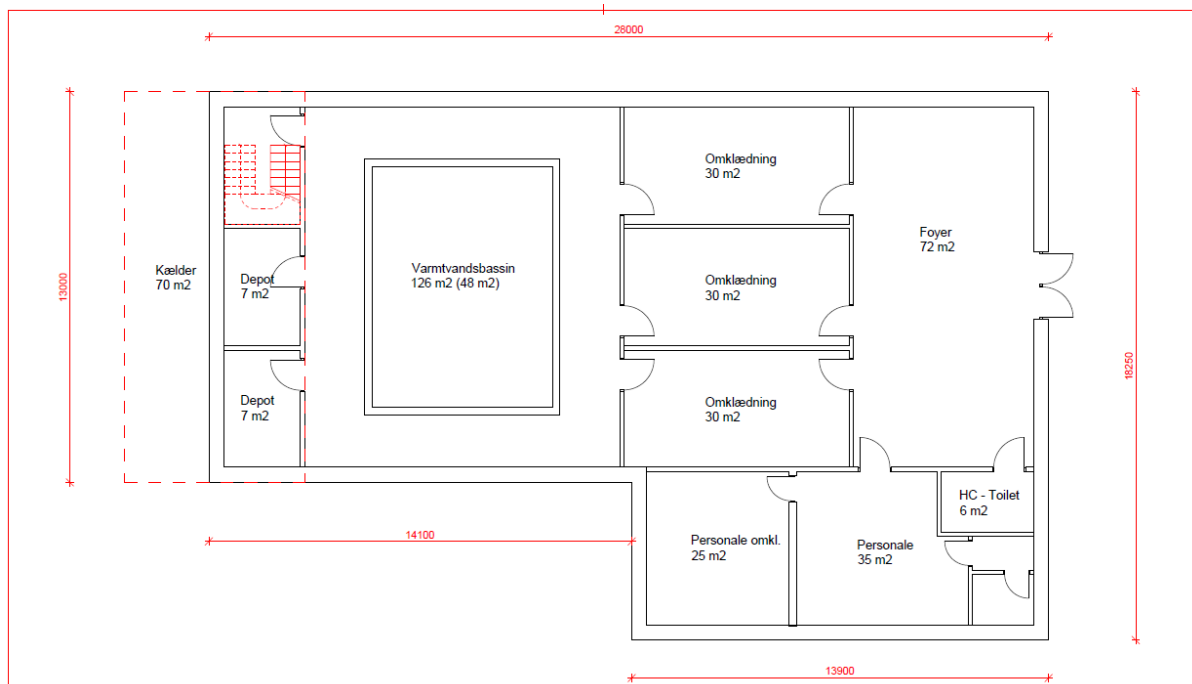 28000
Omklædning
30 m2
Foyer
72 m2
Kælder
70 m2
Depot
7 m2
Varmtvandsbassin
126 m2 (48 m2)
Omklædning
30 m2
13000
18250
Depot
7 m2
Omklædning
30 m2
HC - Toilet
6 m2
14100
Personale omkl.
25 m2
Personale
35 m2
13900